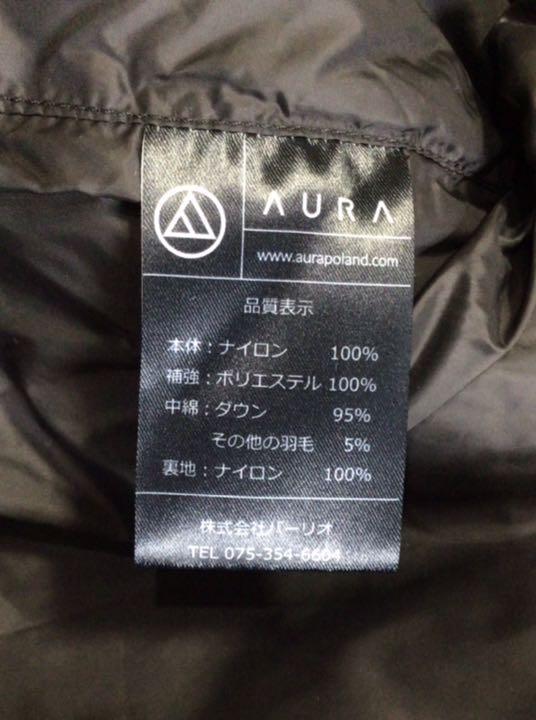 AURA
www.aurapoland.com
品質表示
本体：ナイロン 100%
補強：ポリエステル 100%
中綿：ダウン 95%
その他の羽毛 5%
裏地：ナイロン 100%
株式会社バーリオ
TEL 075-354-6604